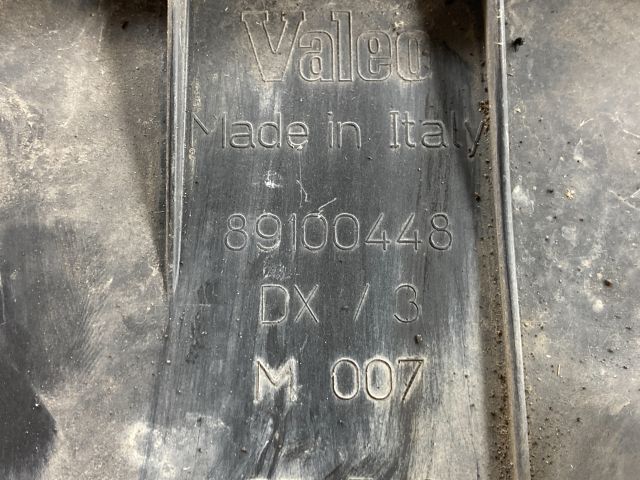 Valeo
Made in Italy
89100448
DX / 3
M 007